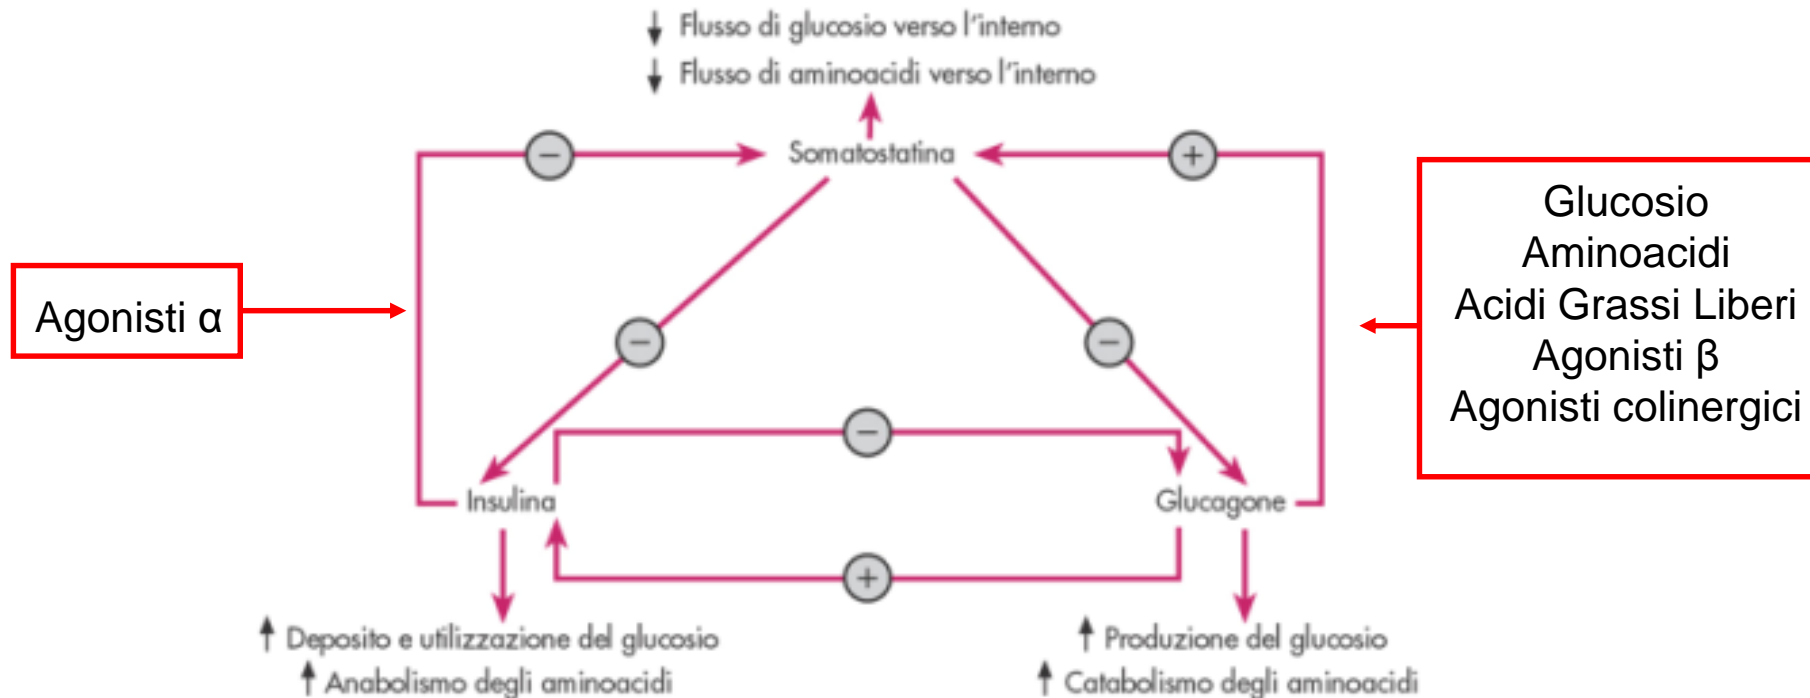 ↓ Flusso di glucosio verso l'interno
↓ Flusso di aminoacidi verso l'interno
−
Somatostatina
+
Agonisti α
Glucosio
Aminoacidi
Acidi Grassi Liberi
Agonisti β
Agonisti colinergici
−
−
−
Insulina
Glucagone
+
↑ Deposito e utilizzazione del glucosio
↑ Anabolismo degli aminoacidi
↑ Produzione del glucosio
↑ Catabolismo degli aminoacidi